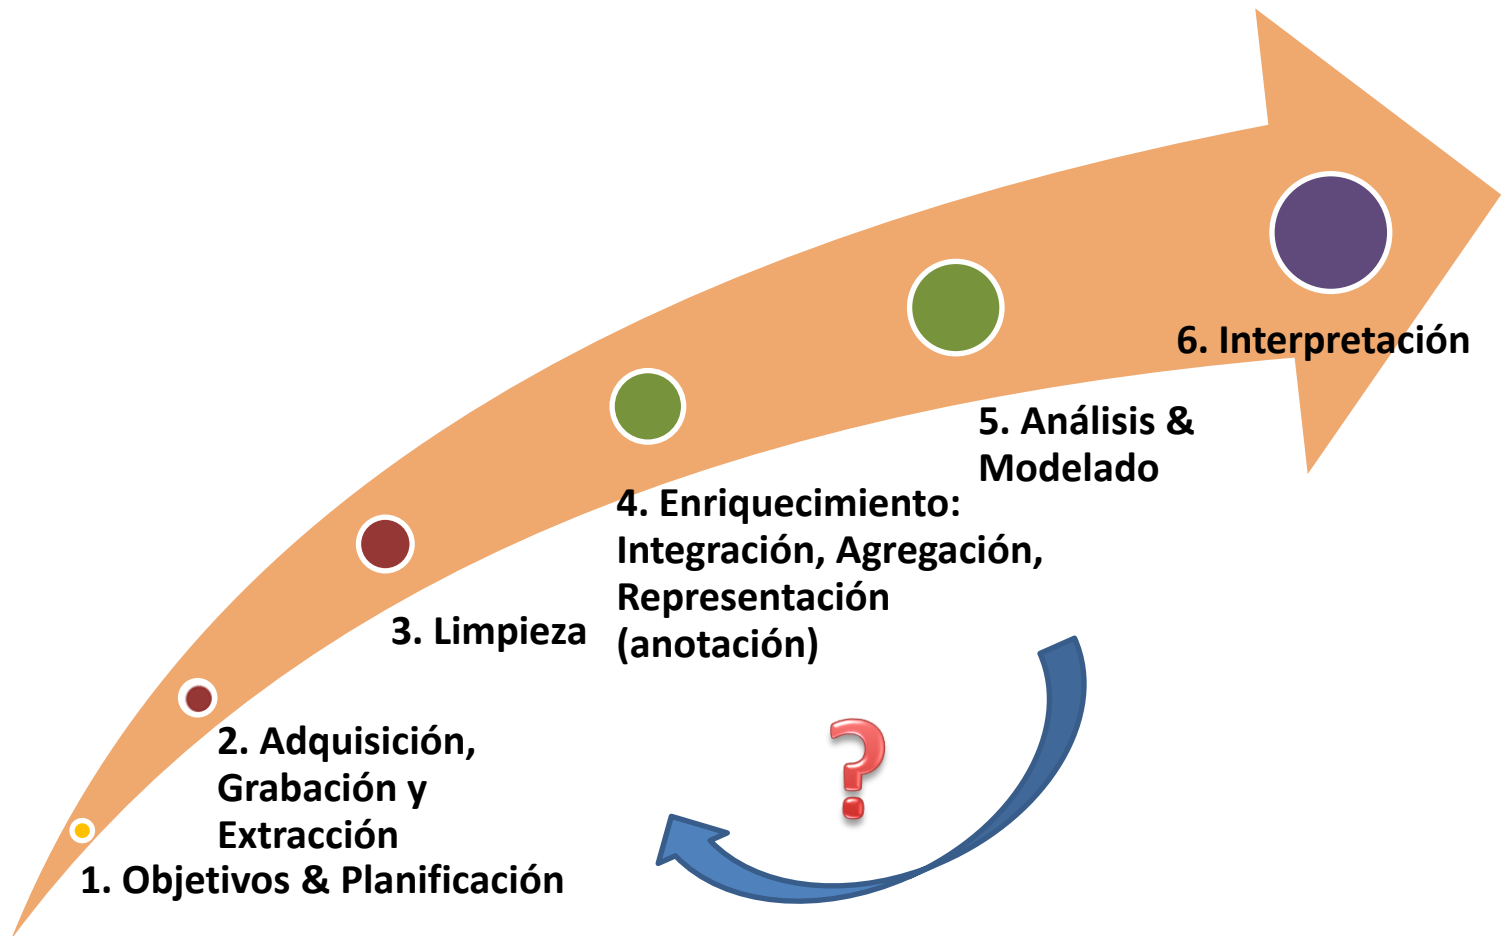 1. Objetivos & Planificación
2. Adquisición,
Grabación y
Extracción
3. Limpieza
4. Enriquecimiento:
Integración, Agregación,
Representación
(anotación)
5. Análisis &
Modelado
6. Interpretación
?